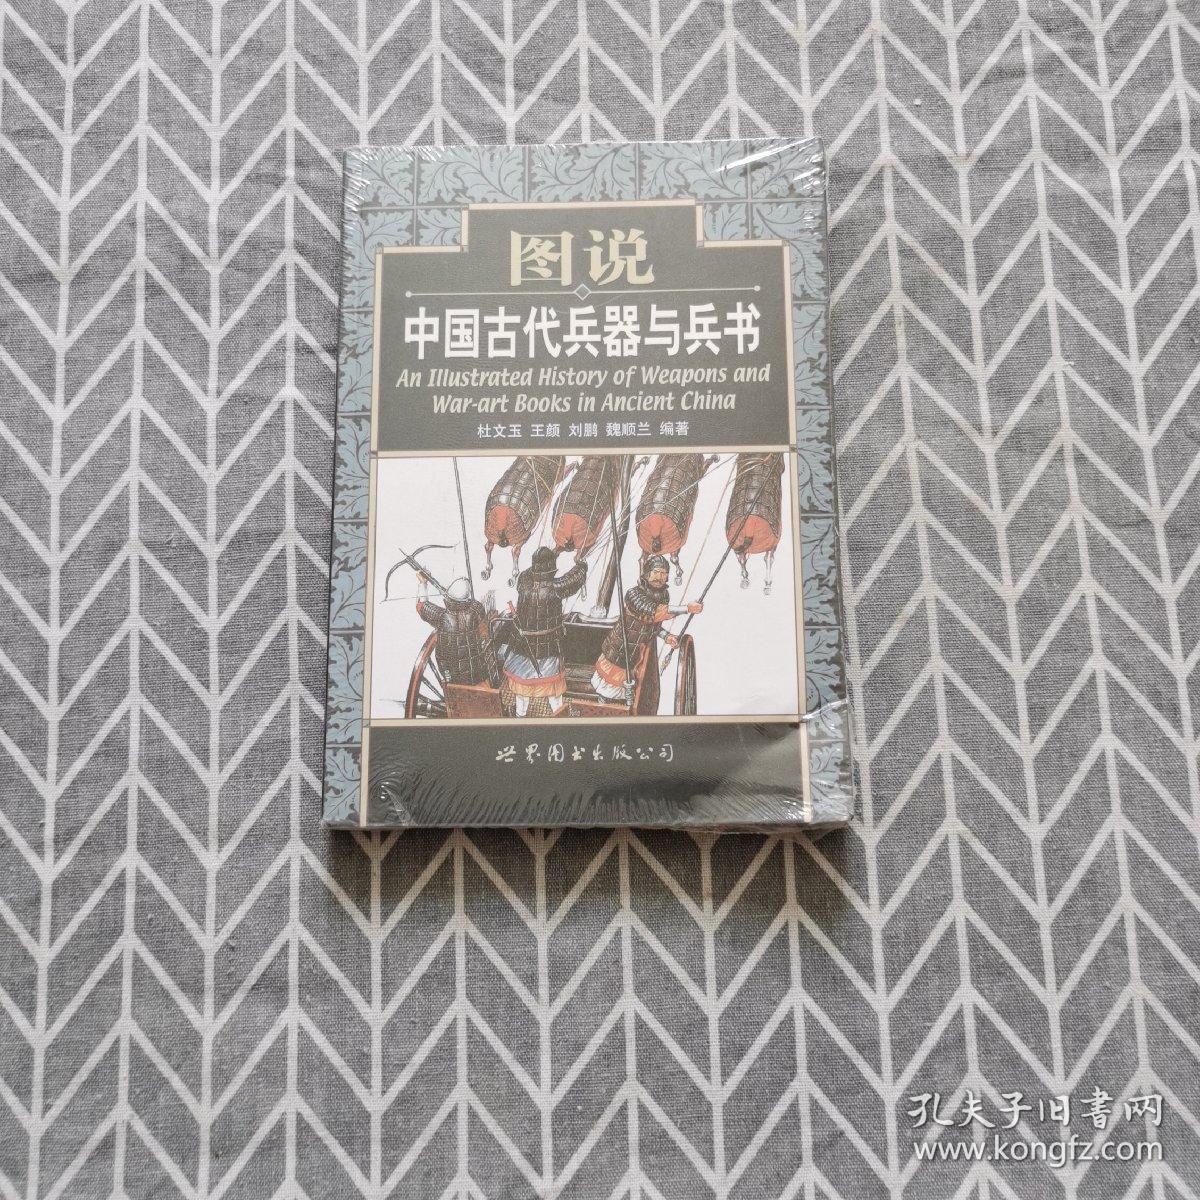 图说
中国古代兵器与兵书
An Illustrated History of Weapons and
War-art Books in Ancient China
杜文玉 王颜 刘鹏 魏顺兰 编著
世界图书出版公司
孔夫子旧書网
www.kongfz.com